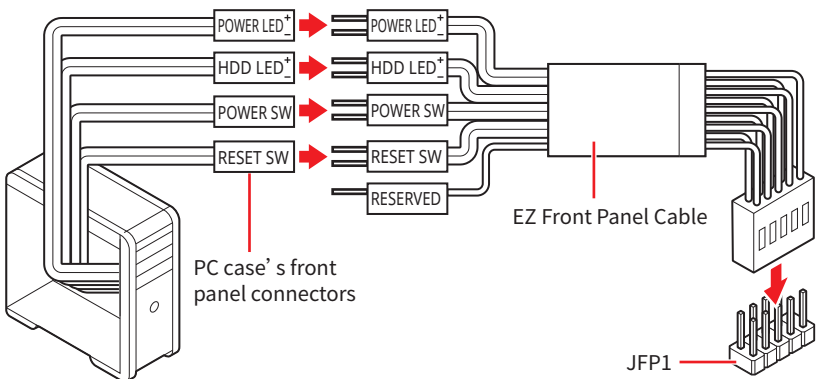 POWER LED+−
POWER LED+−
HDD LED+−
HDD LED+−
POWER SW
POWER SW
RESET SW
RESET SW
RESERVED
EZ Front Panel Cable
PC case’s front
panel connectors
JFP1